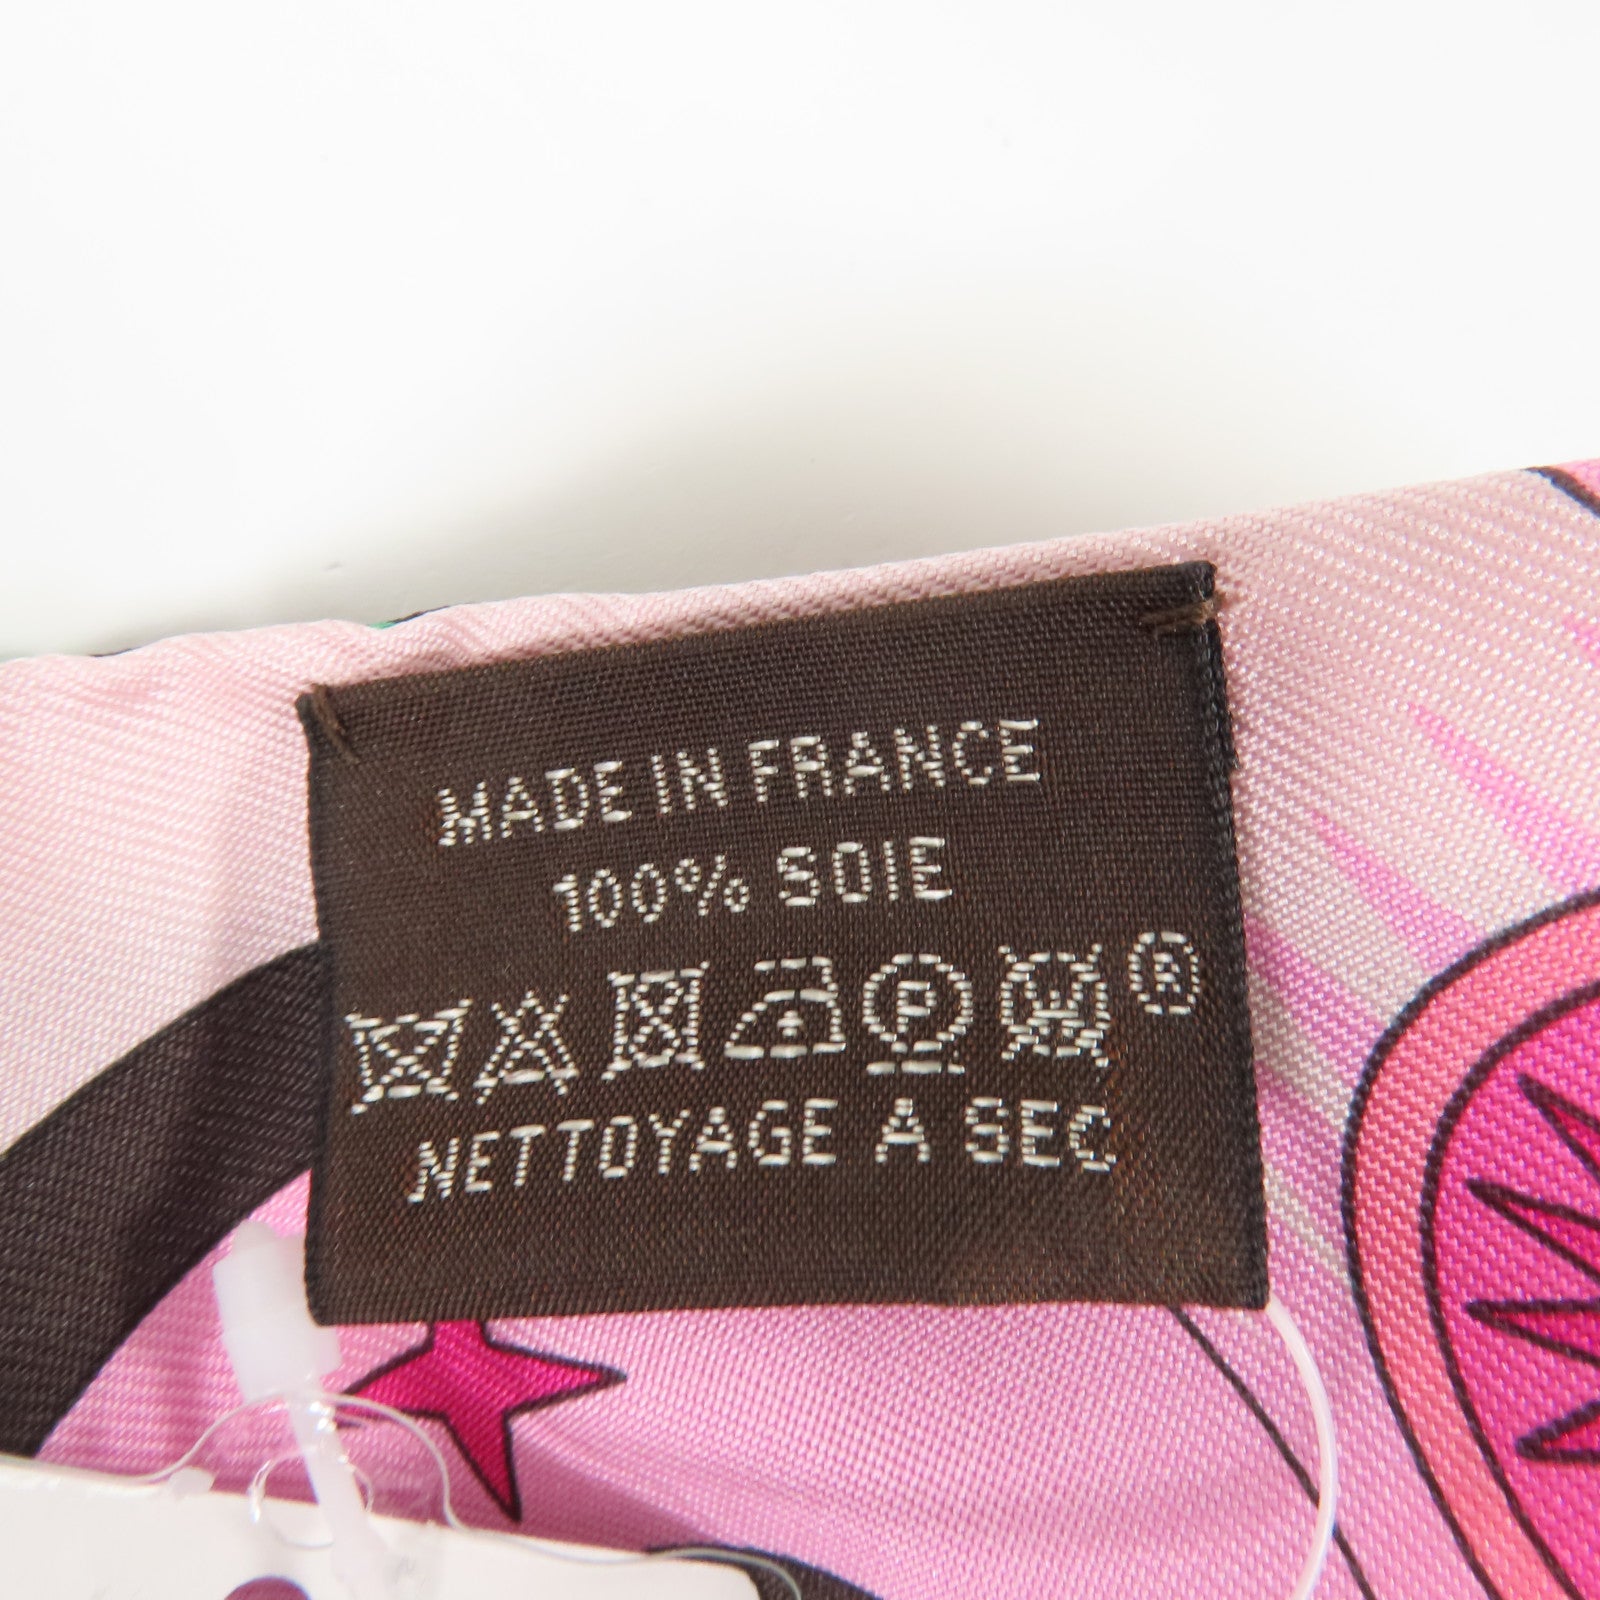 MADE IN FRANCE
100% SOIE
P W ®
NETTOYAGE A SEC